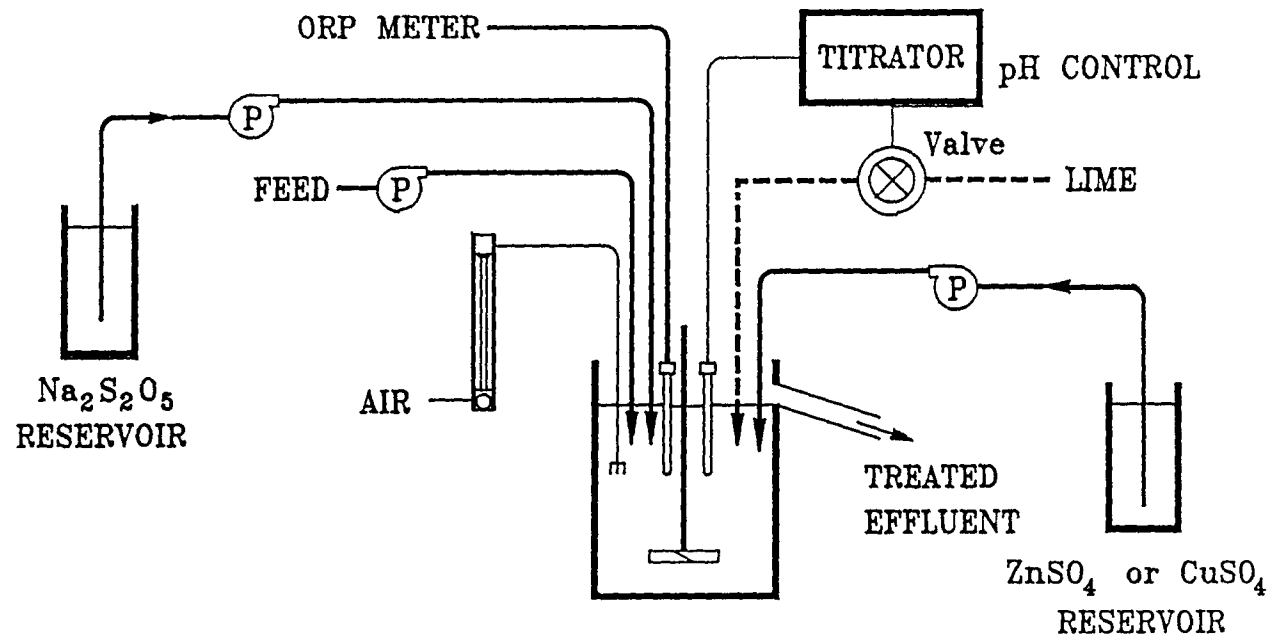 ORP METER
TITRATOR
pH CONTROL
P
Valve
FEED
P
LIME
P
AIR
Na₂S₂O₅
RESERVOIR
TREATED
EFFLUENT
ZnSO₄ or CuSO₄
RESERVOIR